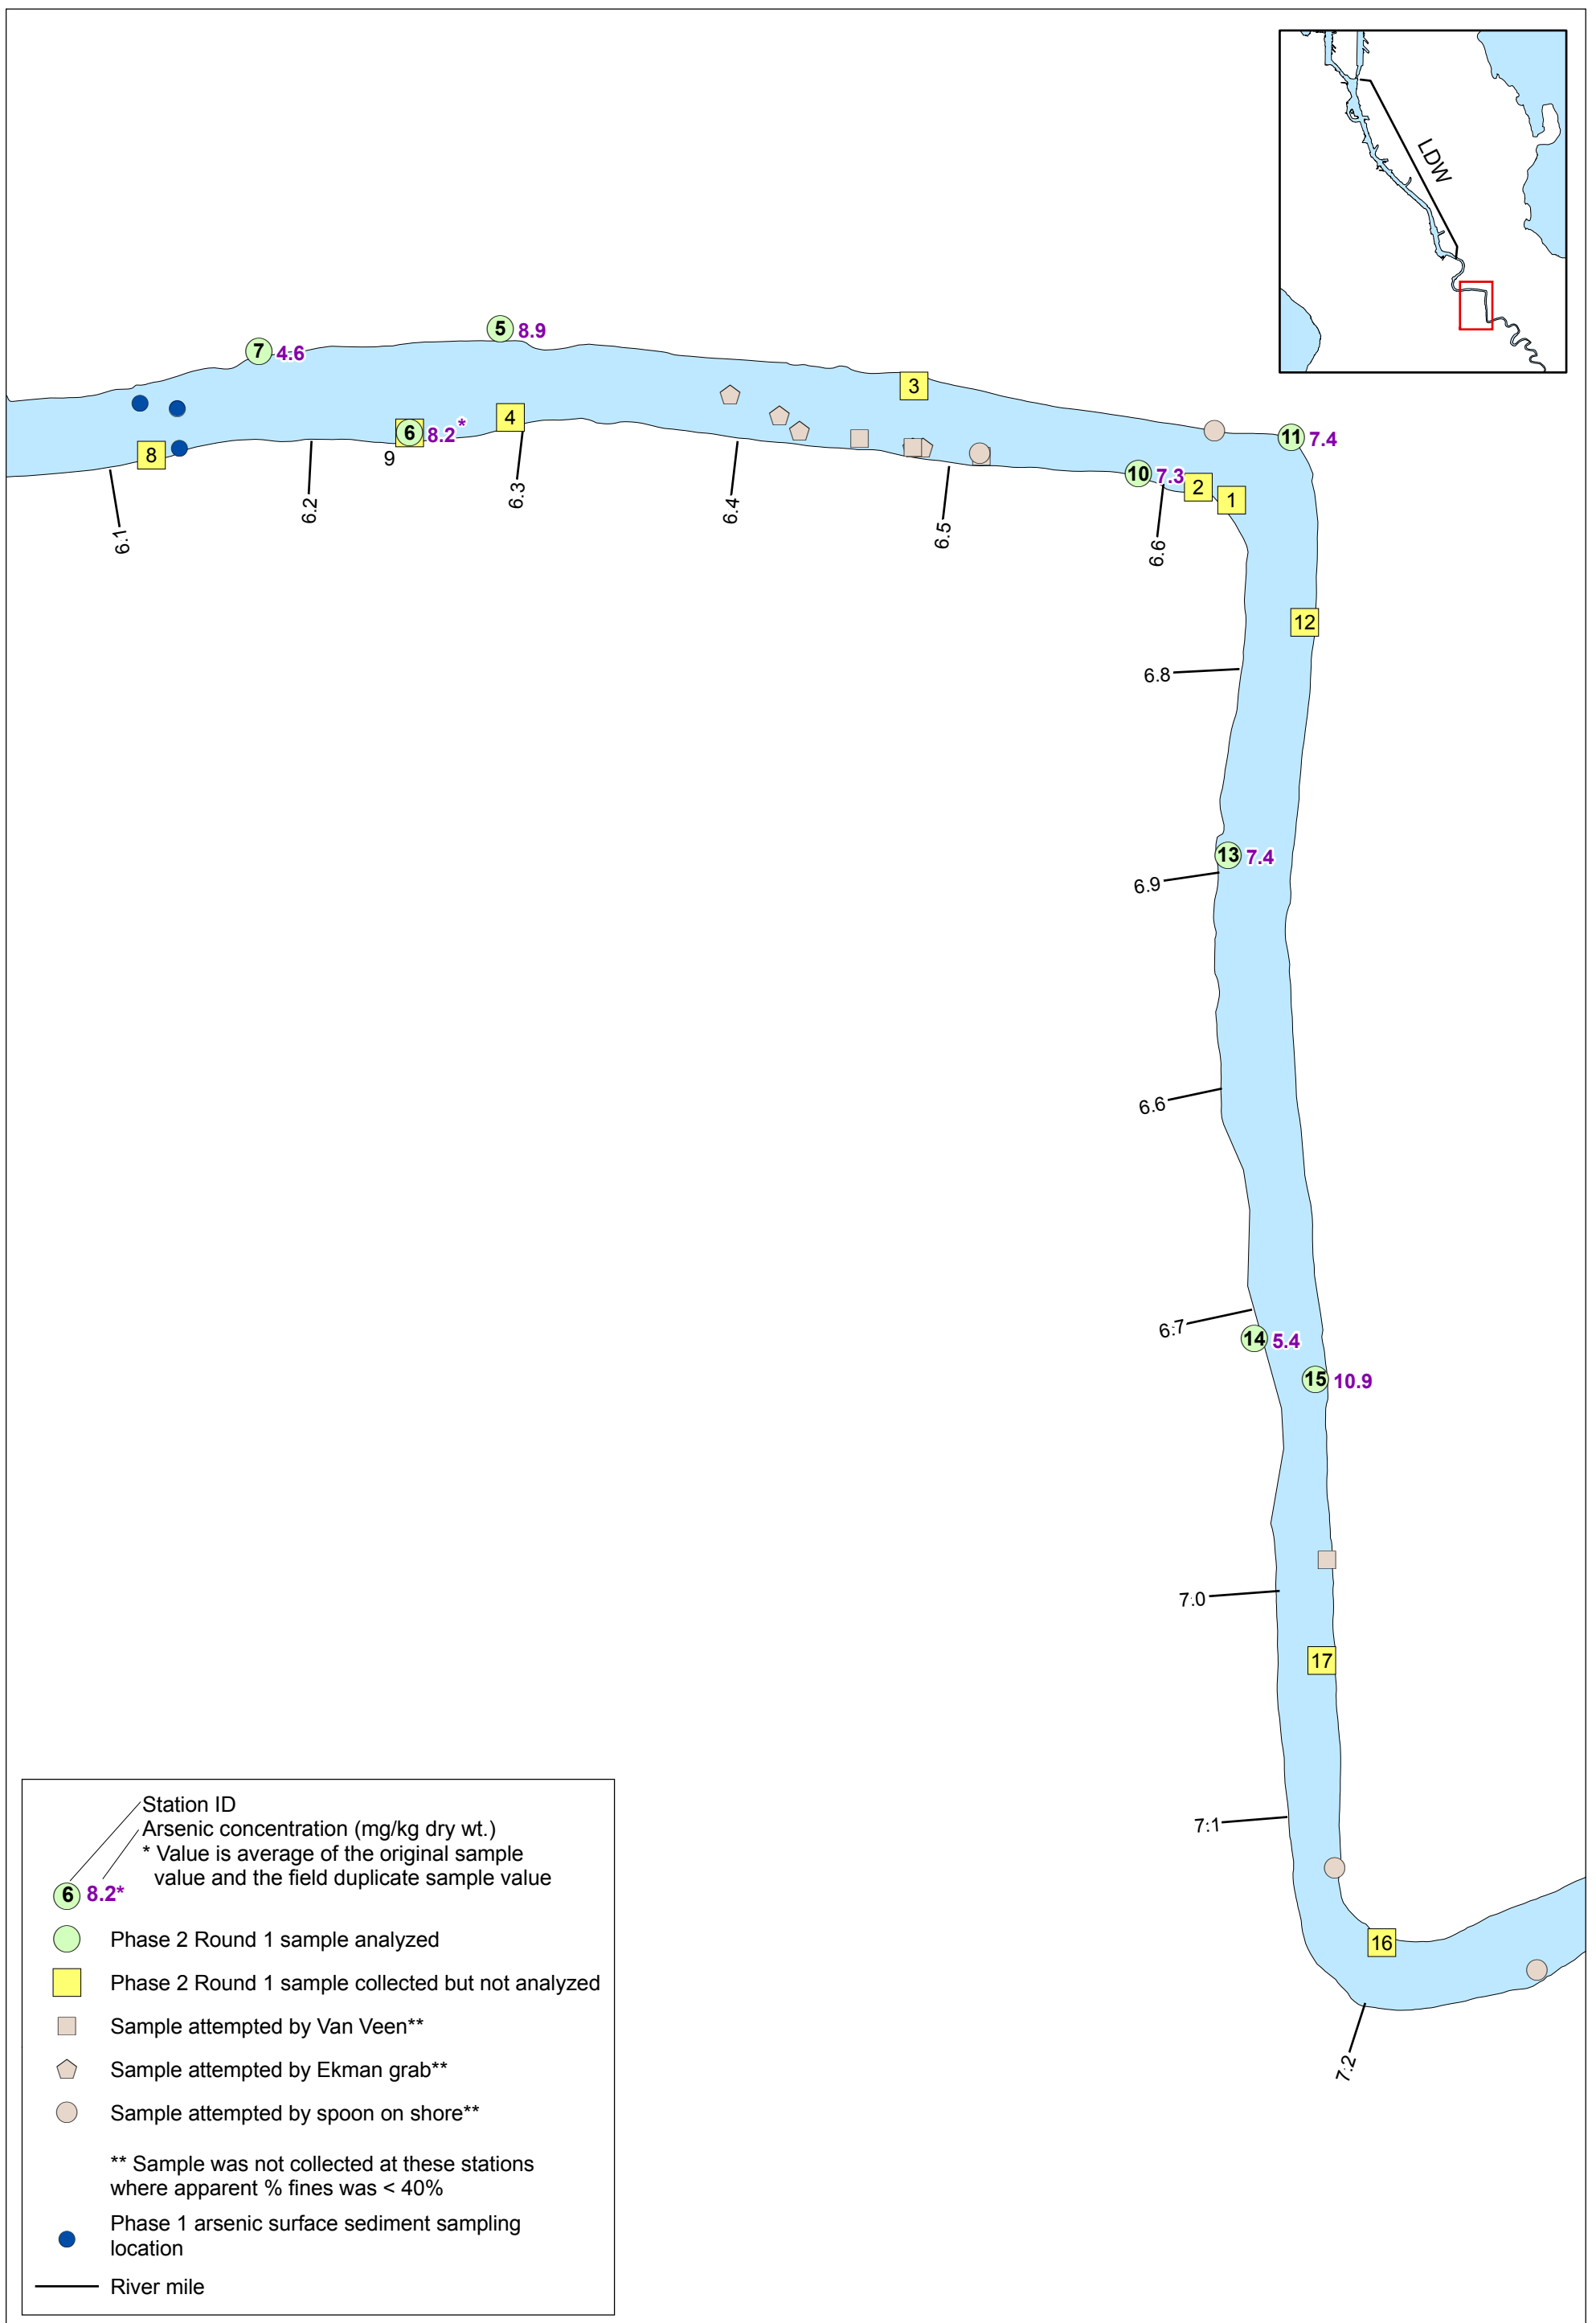 LDW
5 8.9
7 4.6
3
4
6 8.2*
11 7.4
8
9
10 7.3
2
1
6.1
6.2
6.3
6.4
6.5
6.6
12
6.8
13 7.4
6.9
6.6
6.7
14 5.4
15 10.9
7.0
17
7.1
16
7.2
Station ID
Arsenic concentration (mg/kg dry wt.)
* Value is average of the original sample
value and the field duplicate sample value
6 8.2*
Phase 2 Round 1 sample analyzed
Phase 2 Round 1 sample collected but not analyzed
Sample attempted by Van Veen**
Sample attempted by Ekman grab**
Sample attempted by spoon on shore**
** Sample was not collected at these stations
where apparent % fines was < 40%
Phase 1 arsenic surface sediment sampling
location
River mile